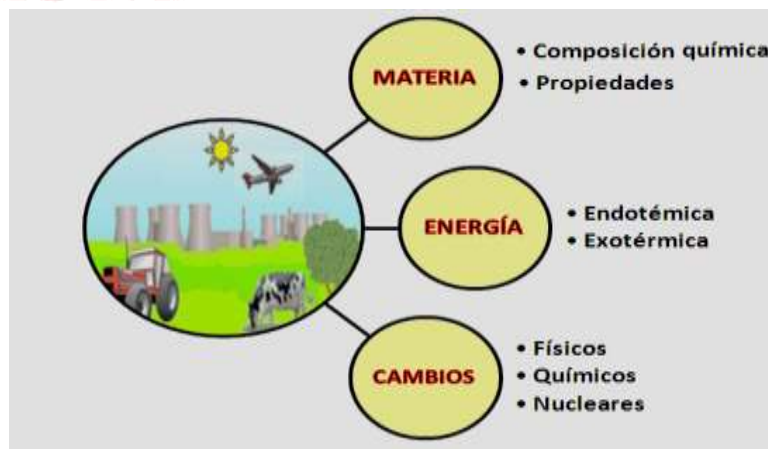 MATERIA
• Composición química
• Propiedades
ENERGÍA
• Endotémica
• Exotérmica
CAMBIOS
• Físicos
• Químicos
• Nucleares